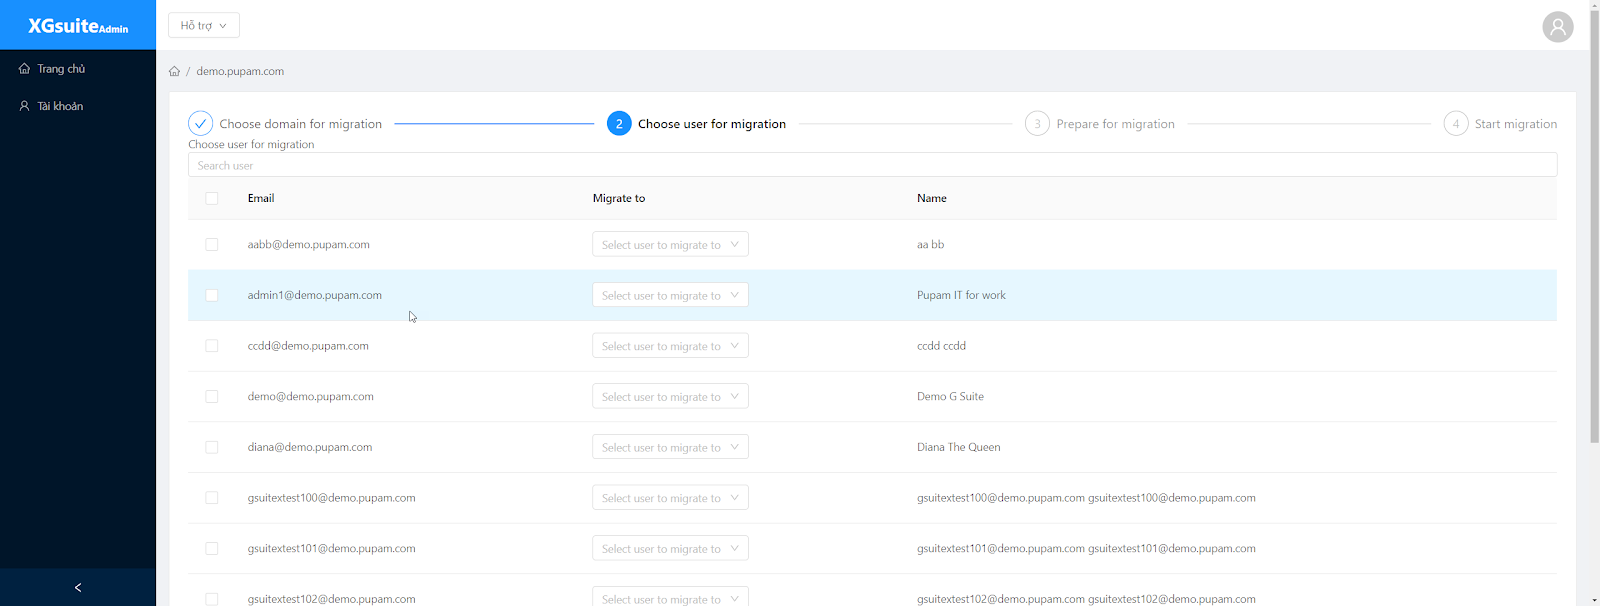 XGsuiteAdmin
Hỗ trợ
Trang chủ
Tài khoản
/ demo.pupam.com
Choose domain for migration
2 Choose user for migration
3 Prepare for migration
4 Start migration
Choose user for migration
Search user
Email Migrate to Name
aabb@demo.pupam.com Select user to migrate to aa bb
admin1@demo.pupam.com Select user to migrate to Pupam IT for work
ccdd@demo.pupam.com Select user to migrate to ccdd ccdd
demo@demo.pupam.com Select user to migrate to Demo G Suite
diana@demo.pupam.com Select user to migrate to Diana The Queen
gsuitextest100@demo.pupam.com Select user to migrate to gsuitextest100@demo.pupam.com gsuitextest100@demo.pupam.com
gsuitextest101@demo.pupam.com Select user to migrate to gsuitextest101@demo.pupam.com gsuitextest101@demo.pupam.com
gsuitextest102@demo.pupam.com Select user to migrate to gsuitextest102@demo.pupam.com gsuitextest102@demo.pupam.com